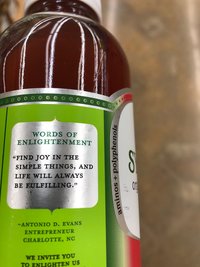 WORDS OF
ENLIGHTENMENT
"FIND JOY IN THE
SIMPLE THINGS, AND
LIFE WILL ALWAYS
BE FULFILLING."
-ANTONIO D. EVANS
ENTREPRENEUR
CHARLOTTE, NC
WE INVITE YOU
TO ENLIGHTEN US
aminos + polyphenols